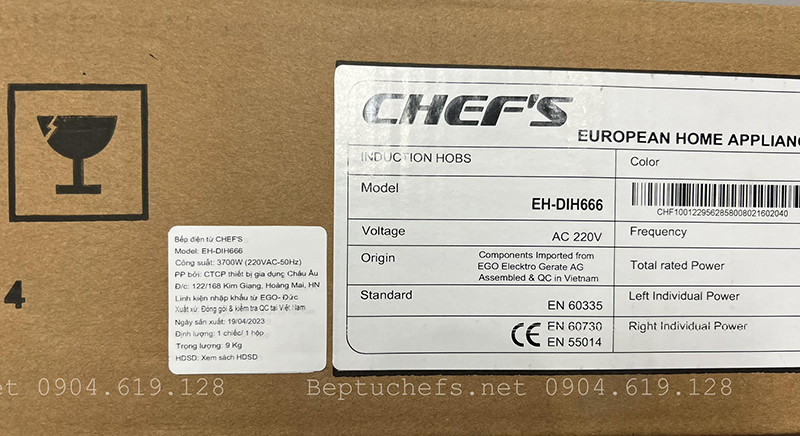 CHEF'S
EUROPEAN HOME APPLIANC
INDUCTION HOBS
Color
Model
EH-DIH666
CHF1001229562858008021602040
Voltage
AC 220V
Frequency
Origin
Components Imported from
EGO Elecktro Gerate AG
Assembled & QC in Vietnam
Total rated Power
Standard
EN 60335
Left Individual Power
CE
EN 60730
EN 55014
Right Individual Power
Bếp điện từ CHEF'S
Model: EH-DIH666
Công suất: 3700W (220VAC-50Hz)
PP bởi: CTCP thiết bị gia dụng Châu Âu
Đ/c: 122/168 Kim Giang, Hoàng Mai, HN
Linh kiện nhập khẩu từ EGO- Đức
Xuất xứ: Đóng gói & kiểm tra QC tại Việt Nam
Ngày sản xuất: 19/04/2023
Định lượng: 1 chiếc/ 1 hộp
Trọng lượng: 9 Kg
HDSD: Xem sách HDSD
4
et 0904.619.128
Beptuchefs.net 0904.619.128